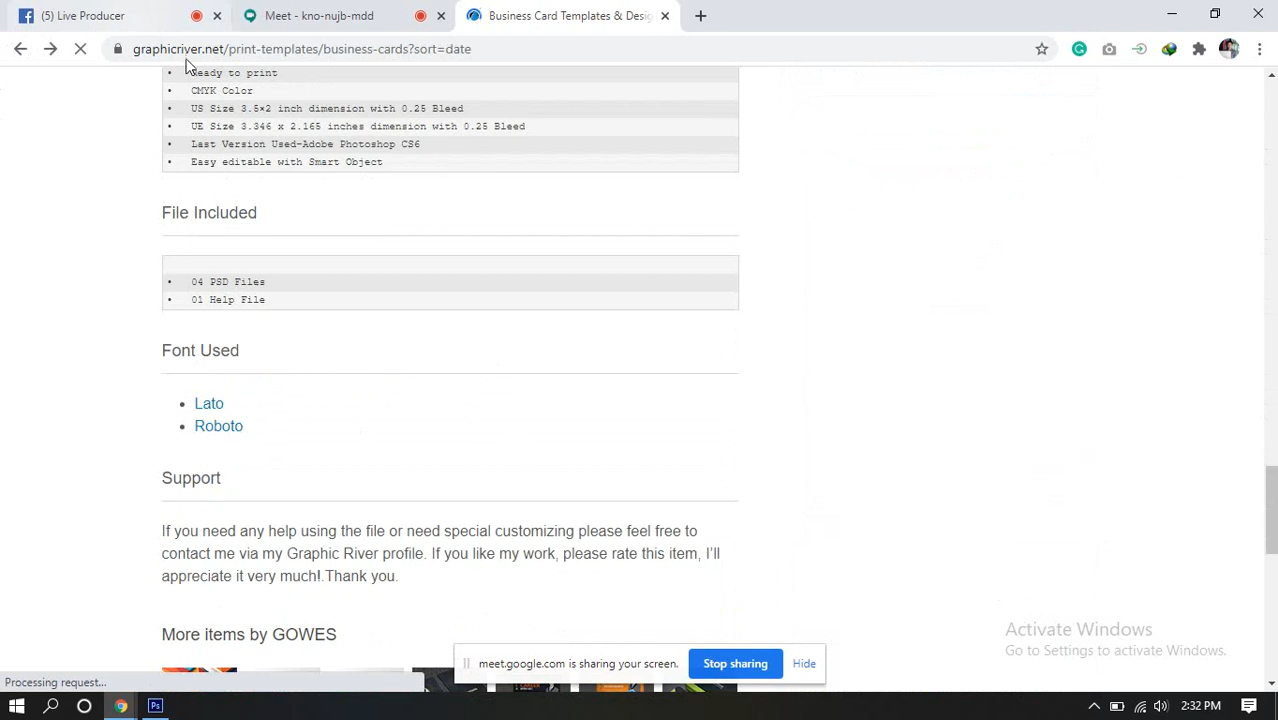 (5) Live Producer
Meet - kno-nujb-mdd
Business Card Templates & Desig
graphicriver.net/print-templates/business-cards?sort=date
• Ready to print
• CMYK Color
• US Size 3.5×2 inch dimension with 0.25 Bleed
• UE Size 3.346 x 2.165 inches dimension with 0.25 Bleed
• Last Version Used-Adobe Photoshop CS6
• Easy editable with Smart Object
File Included
• 04 PSD Files
• 01 Help File
Font Used
• Lato
• Roboto
Support
If you need any help using the file or need special customizing please feel free to
contact me via my Graphic River profile. If you like my work, please rate this item, I'll
appreciate it very much!.Thank you.
More items by GOWES
Activate Windows
Go to Settings to activate Windows.
meet.google.com is sharing your screen.
Stop sharing
Hide
Processing request...
2:32 PM